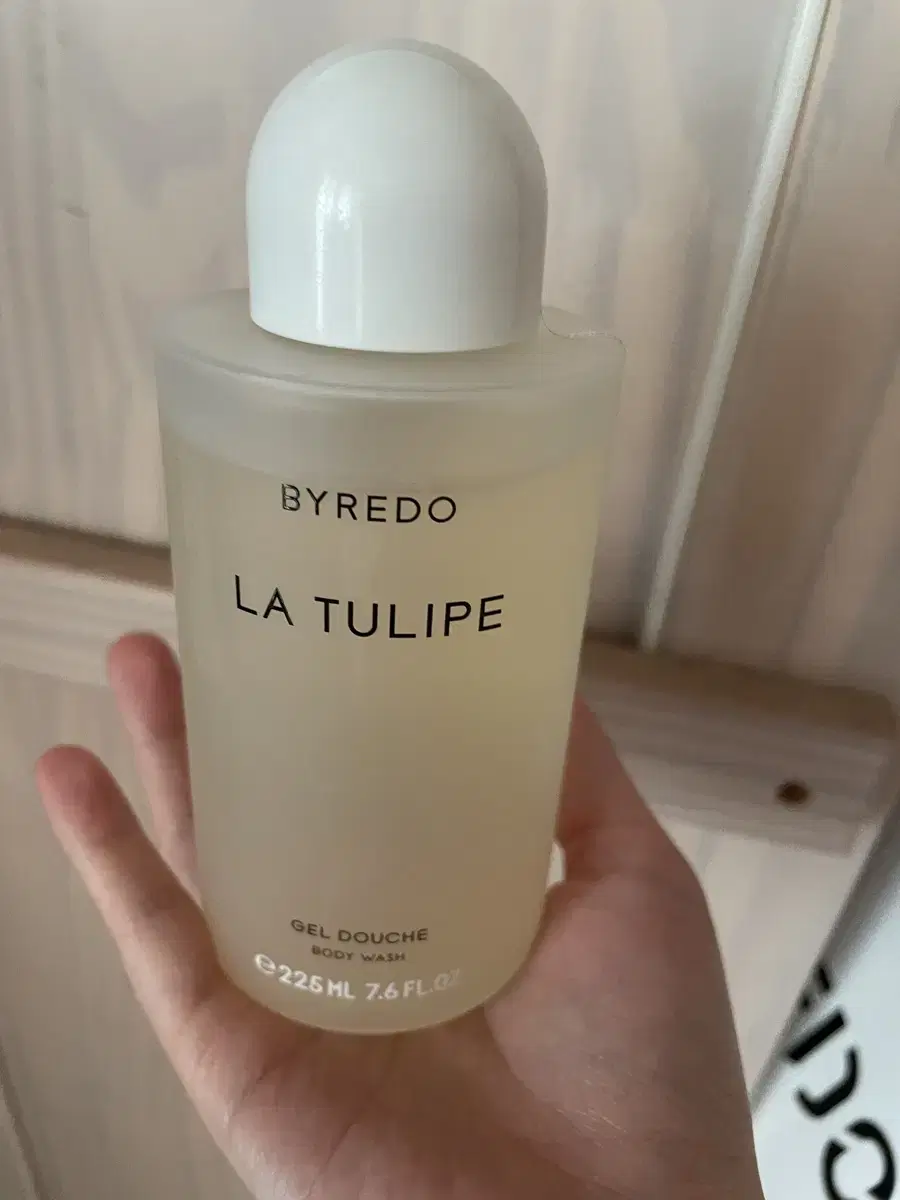 BYREDO
LA TULIPE
GEL DOUCHE
BODY WASH
℮225 ML 7.6 FL.OZ